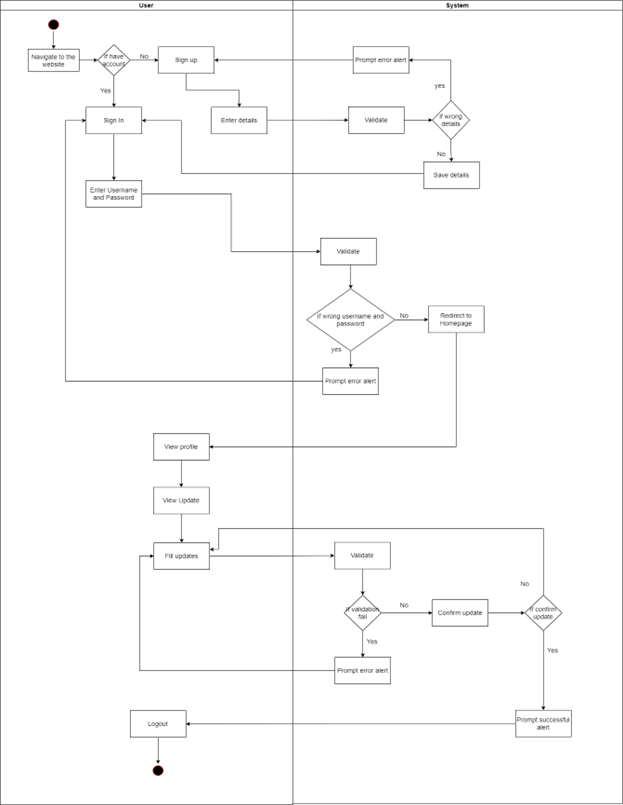 User
System
Navigate to the
website
If have
account
No
Sign up
Prompt error alert
yes
Yes
Sign In
Enter details
Validate
if wrong
details
No
Save details
Enter Username
and Password
Validate
If wrong username and
password
No
Redirect to
Homepage
yes
Prompt error alert
View profile
View Update
Fill updates
Validate
No
If validation
fail
No
Confirm update
If confirm
update
Yes
Yes
Prompt error alert
Logout
Prompt successful
alert